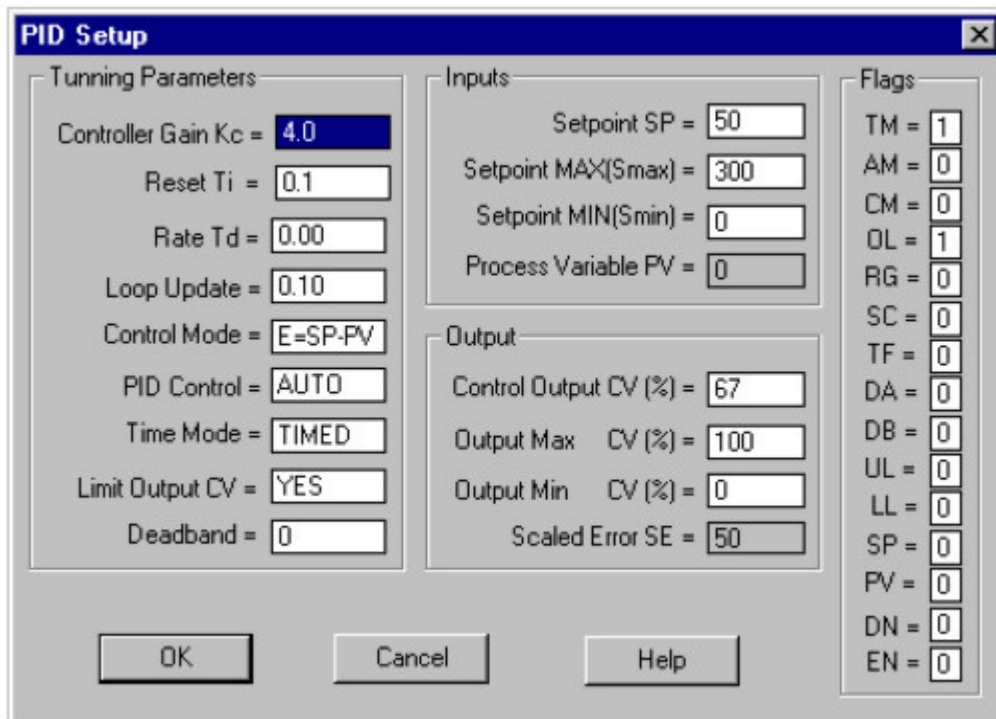 PID Setup
Tunning Parameters
Controller Gain Kc = 4.0
Reset Ti = 0.1
Rate Td = 0.00
Loop Update = 0.10
Control Mode = E=SP-PV
PID Control = AUTO
Time Mode = TIMED
Limit Output CV = YES
Deadband = 0
Inputs
Setpoint SP = 50
Setpoint MAX(Smax) = 300
Setpoint MIN(Smin) = 0
Process Variable PV = 0
Output
Control Output CV (%) = 67
Output Max CV (%) = 100
Output Min CV (%) = 0
Scaled Error SE = 50
Flags
TM = 1
AM = 0
CM = 0
OL = 1
RG = 0
SC = 0
TF = 0
DA = 0
DB = 0
UL = 0
LL = 0
SP = 0
PV = 0
DN = 0
EN = 0
OK
Cancel
Help